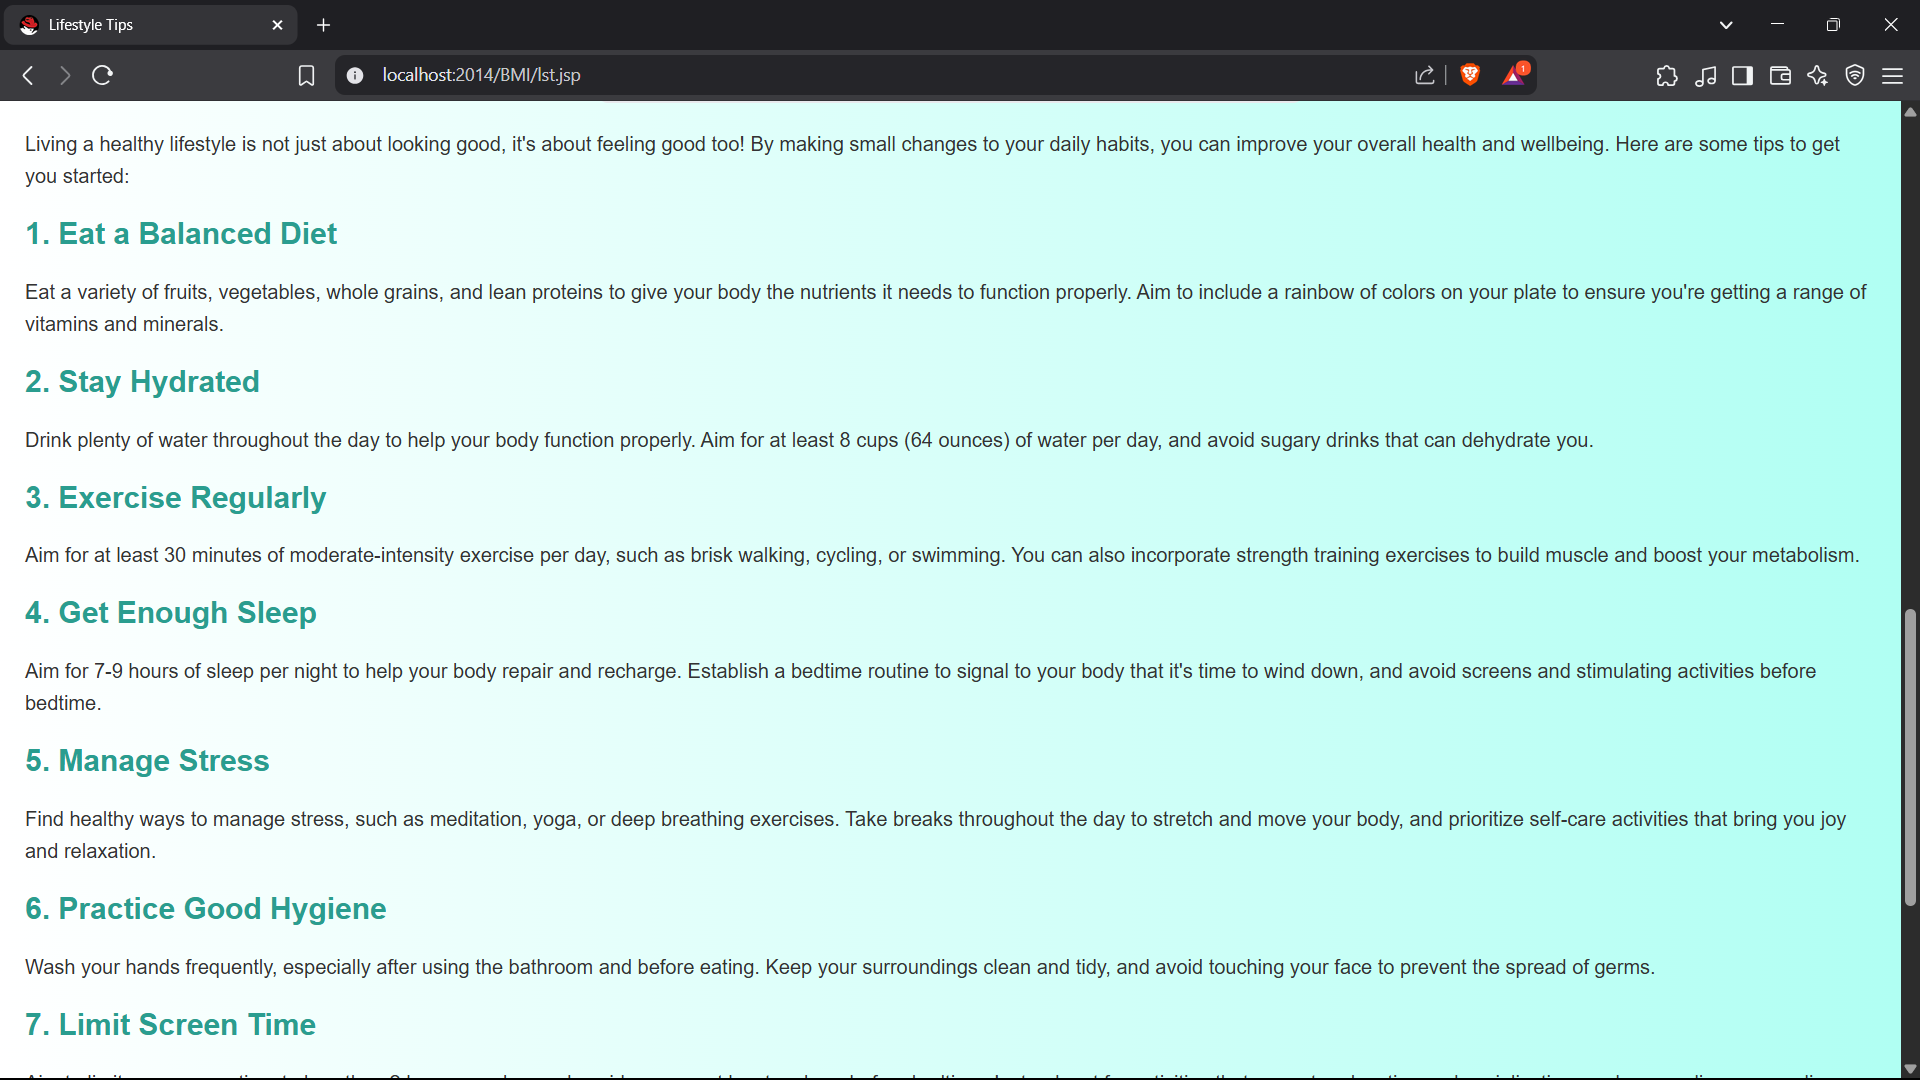 Lifestyle Tips
localhost:2014/BMI/lst.jsp
1
Living a healthy lifestyle is not just about looking good, it's about feeling good too! By making small changes to your daily habits, you can improve your overall health and wellbeing. Here are some tips to get
you started:
1. Eat a Balanced Diet
Eat a variety of fruits, vegetables, whole grains, and lean proteins to give your body the nutrients it needs to function properly. Aim to include a rainbow of colors on your plate to ensure you're getting a range of
vitamins and minerals.
2. Stay Hydrated
Drink plenty of water throughout the day to help your body function properly. Aim for at least 8 cups (64 ounces) of water per day, and avoid sugary drinks that can dehydrate you.
3. Exercise Regularly
Aim for at least 30 minutes of moderate-intensity exercise per day, such as brisk walking, cycling, or swimming. You can also incorporate strength training exercises to build muscle and boost your metabolism.
4. Get Enough Sleep
Aim for 7-9 hours of sleep per night to help your body repair and recharge. Establish a bedtime routine to signal to your body that it's time to wind down, and avoid screens and stimulating activities before
bedtime.
5. Manage Stress
Find healthy ways to manage stress, such as meditation, yoga, or deep breathing exercises. Take breaks throughout the day to stretch and move your body, and prioritize self-care activities that bring you joy
and relaxation.
6. Practice Good Hygiene
Wash your hands frequently, especially after using the bathroom and before eating. Keep your surroundings clean and tidy, and avoid touching your face to prevent the spread of germs.
7. Limit Screen Time